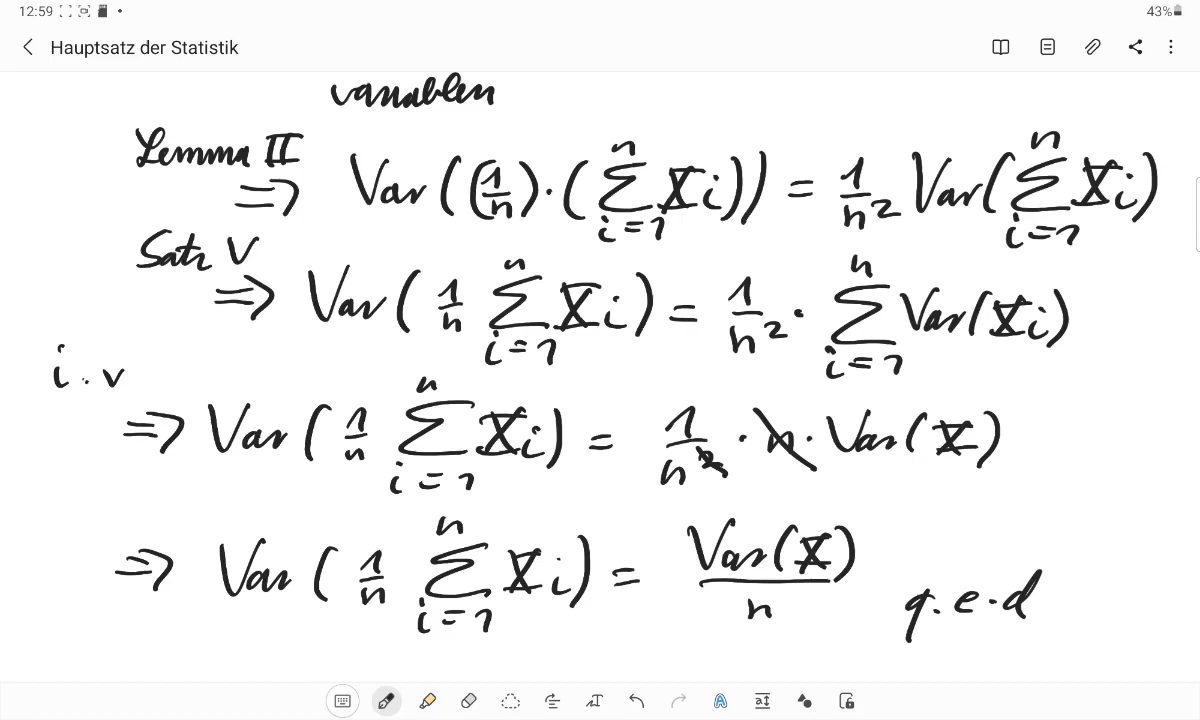 12:59
43%
Hauptsatz der Statistik
variablen
Lemma II
⇒ Var((1/n)·(∑_{i=1}^{n} Xi)) = 1/n² Var(∑_{i=1}^{n} Xi)
Satz V
⇒ Var(1/n ∑_{i=1}^{n} Xi) = 1/n² · ∑_{i=1}^{n} Var(Xi)
i.v
⇒ Var(1/n ∑_{i=1}^{n} Xi) = 1/n² · n · Var(X)
⇒ Var(1/n ∑_{i=1}^{n} Xi) = Var(X)/n q.e.d